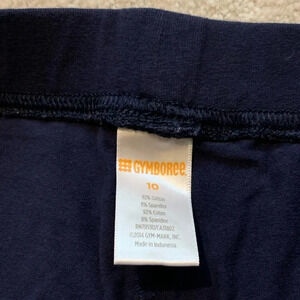 GYMBOREE
10
92% Cotton
8% Spandex
92% Coton
8% Spandex
©2014 GYM-MARK, INC.
Made in Indonesia